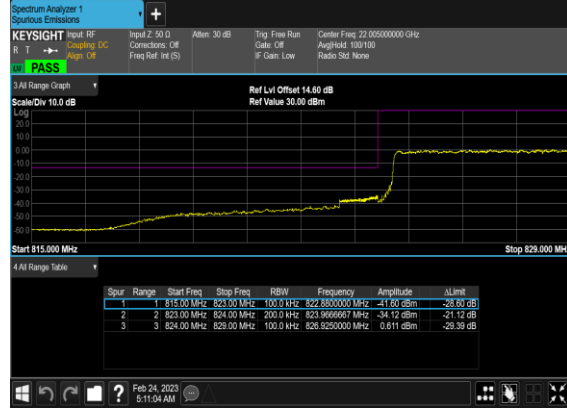 Spectrum Analyzer 1
Spurious Emissions
+
KEYSIGHT Input: RF Input Z: 50 Ω Atten: 30 dB Trig: Free Run Center Freq: 22.005000000 GHz
R T Coupling: DC Corrections: Off Gate: Off Avg|Hold: 100/100
Align: Off Freq Ref: Int (S) IF Gain: Low Radio Std: None
PASS
3 All Range Graph
Ref Lvl Offset 14.60 dB
Scale/Div 10.0 dB Ref Value 30.00 dBm
Log
20.0
10.0
0.00
-10.0
-20.0
-30.0
-40.0
-50.0
-60.0
Start 815.000 MHz Stop 829.000 MH
4 All Range Table
Spur Range Start Freq Stop Freq RBW Frequency Amplitude ΔLimit
1 1 815.00 MHz 823.00 MHz 100.0 kHz 822.8800000 MHz -41.60 dBm -28.60 dB
2 2 823.00 MHz 824.00 MHz 200.0 kHz 823.9666667 MHz -34.12 dBm -21.12 dB
3 3 824.00 MHz 829.00 MHz 100.0 kHz 826.9250000 MHz 0.611 dBm -29.39 dB
? Feb 24, 2023
5:11:04 AM